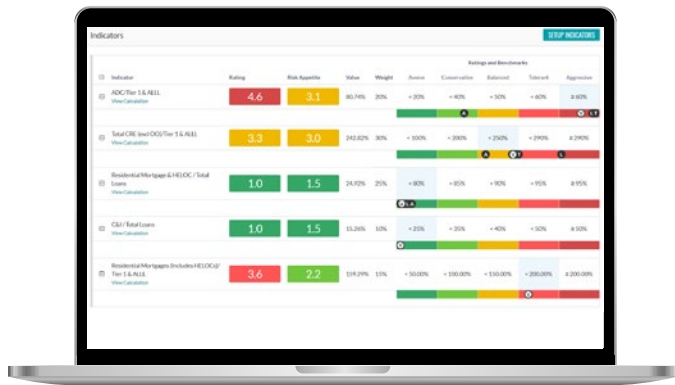 Indicators
SETUP INDICATORS
Ratings and Benchmarks
Indicator Rating Risk Appetite Value Weight Averse Conservative Balanced Tolerant Aggressive
ADC/Tier 1 & ALLL 4.6 3.1 80.74% 20% < 20% < 40% < 50% < 60% ≥ 60%
View Calculation
A V L T
Total CRE (excl OO)/Tier 1 & ALLL 3.3 3.0 242.82% 30% < 100% < 200% < 250% < 290% ≥ 290%
View Calculation
A V T L
Residential Mortgage & HELOC / Total
Loans
1.0 1.5 24.92% 25% < 80% < 85% < 90% < 95% ≥ 95%
View Calculation
V L A
C&I / Total Loans 1.0 1.5 15.26% 10% < 25% < 35% < 40% < 50% ≥ 50%
View Calculation
V
Residential Mortgages (Includes HELOCs)/
Tier 1 & ALLL
3.6 2.2 159.29% 15% < 50.00% < 100.00% < 150.00% < 200.00% ≥ 200.00%
View Calculation
V